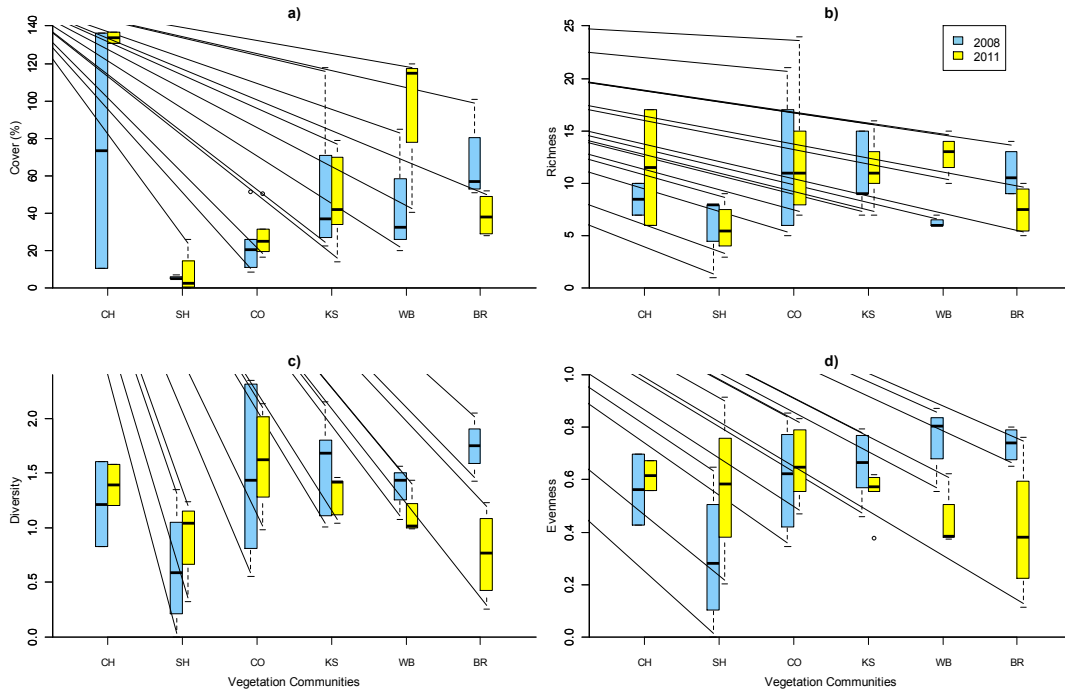 a)
Cover (%)
140
120
100
80
60
40
20
0
CH SH CO KS WB BR
b)
Richness
25
20
15
10
5
0
2008
2011
CH SH CO KS WB BR
c)
Diversity
2.0
1.5
1.0
0.5
0.0
CH SH CO KS WB BR
Vegetation Communities
d)
Evenness
1.0
0.8
0.6
0.4
0.2
0.0
CH SH CO KS WB BR
Vegetation Communities